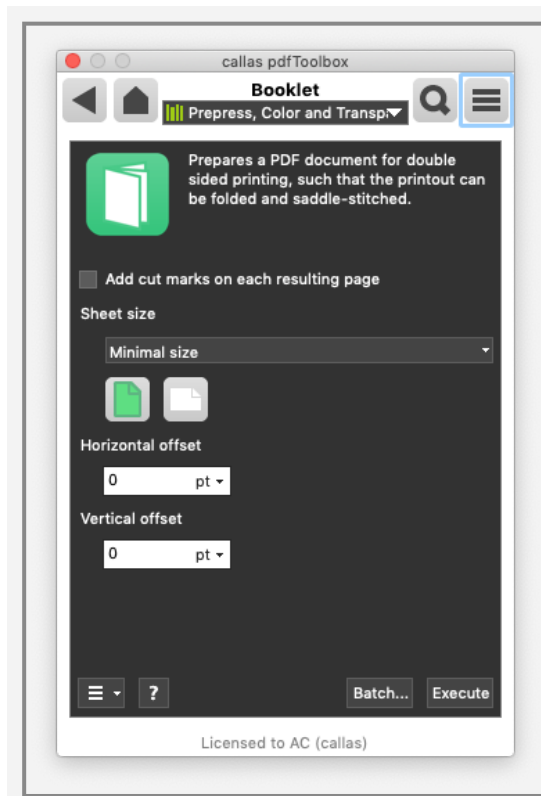 callas pdfToolbox
Booklet
Prepress, Color and Transp
Prepares a PDF document for double
sided printing, such that the printout can
be folded and saddle-stitched.
Add cut marks on each resulting page
Sheet size
Minimal size
Horizontal offset
0 pt
Vertical offset
0 pt
?
Batch... Execute
Licensed to AC (callas)